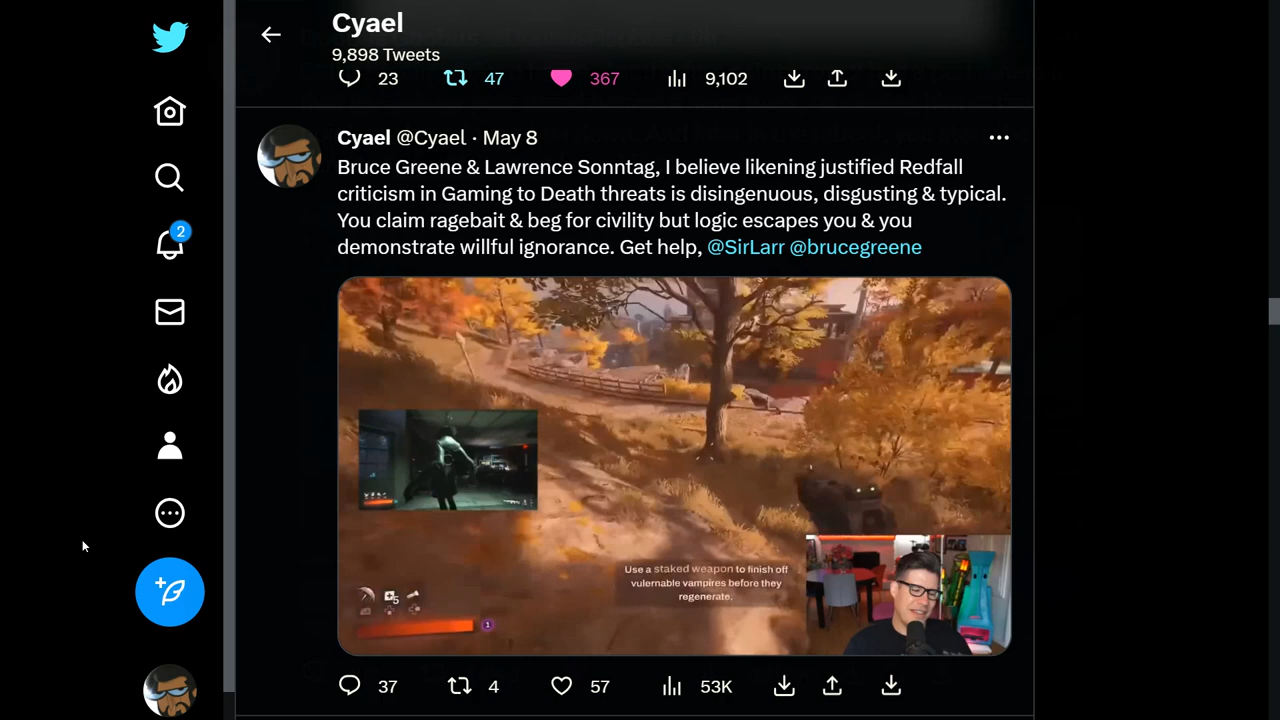 Cyael
9,898 Tweets
23 47 367 9,102
2
Cyael @Cyael · May 8
Bruce Greene & Lawrence Sonntag, I believe likening justified Redfall
criticism in Gaming to Death threats is disingenuous, disgusting & typical.
You claim ragebait & beg for civility but logic escapes you & you
demonstrate willful ignorance. Get help, @SirLarr @brucegreene
Use a staked weapon to finish off
vulernable vampires before they
regenerate.
5
1
37 4 57 53K